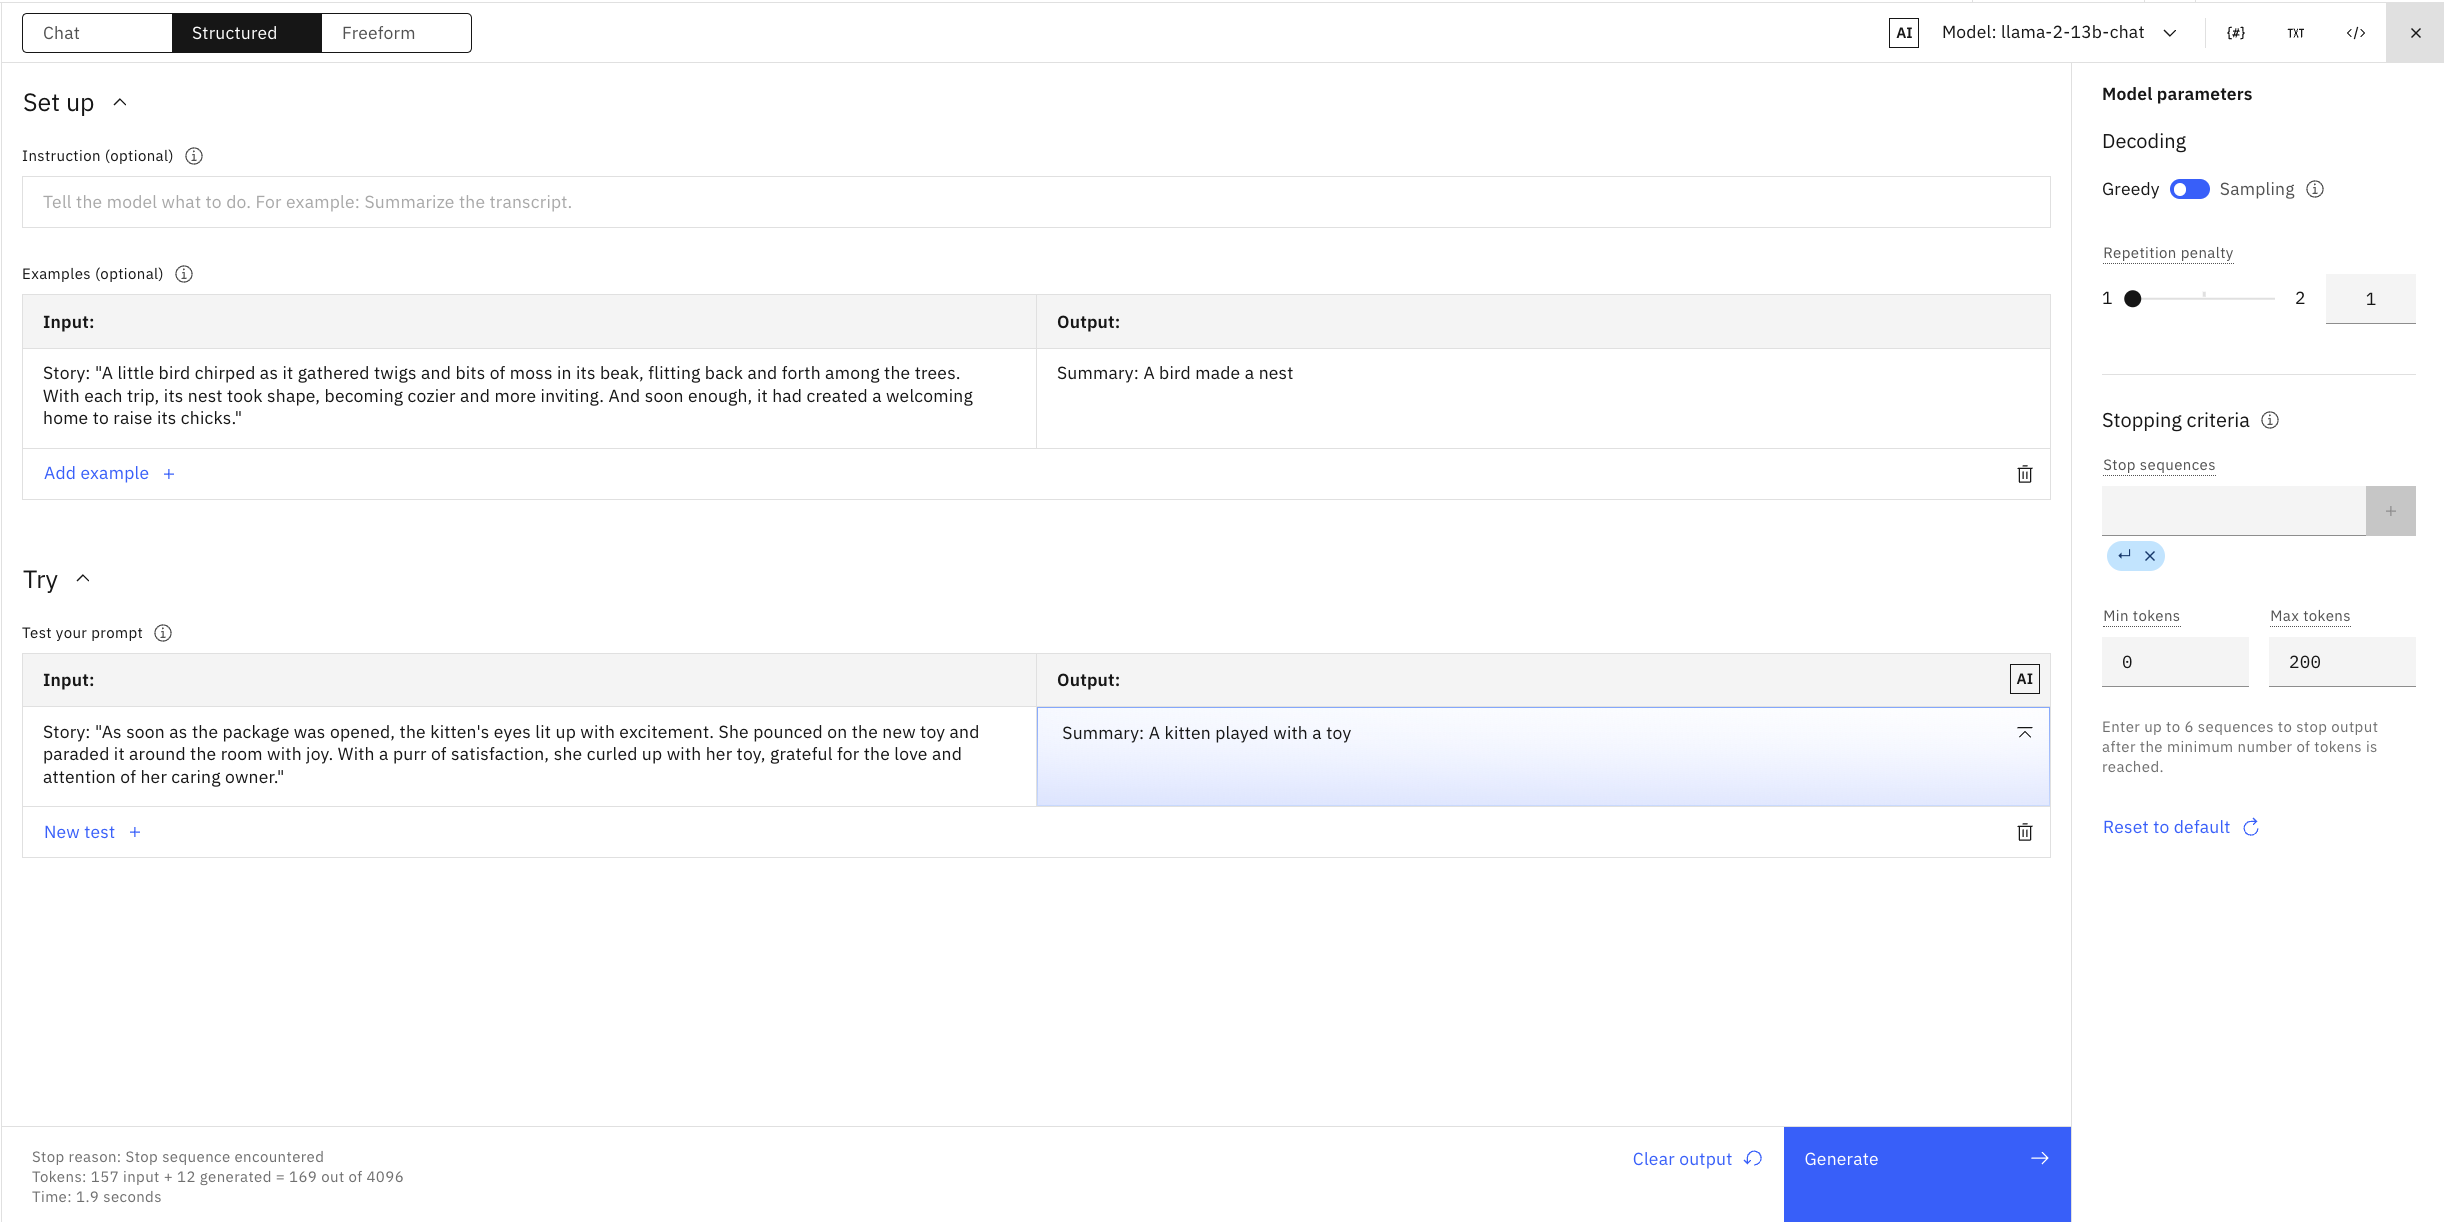 Chat
Structured
Freeform
AI
Model: llama-2-13b-chat
{#}
TXT
</>
Set up
Instruction (optional)
Tell the model what to do. For example: Summarize the transcript.
Examples (optional)
Input:
Output:
Story: "A little bird chirped as it gathered twigs and bits of moss in its beak, flitting back and forth among the trees.
With each trip, its nest took shape, becoming cozier and more inviting. And soon enough, it had created a welcoming
home to raise its chicks."
Summary: A bird made a nest
Add example +
Try
Test your prompt
Input:
Output:
AI
Story: "As soon as the package was opened, the kitten's eyes lit up with excitement. She pounced on the new toy and
paraded it around the room with joy. With a purr of satisfaction, she curled up with her toy, grateful for the love and
attention of her caring owner."
Summary: A kitten played with a toy
New test +
Stop reason: Stop sequence encountered
Tokens: 157 input + 12 generated = 169 out of 4096
Time: 1.9 seconds
Clear output
Generate
Model parameters
Decoding
Greedy
Sampling
Repetition penalty
1
2
1
Stopping criteria
Stop sequences
+
Min tokens
Max tokens
0
200
Enter up to 6 sequences to stop output
after the minimum number of tokens is
reached.
Reset to default